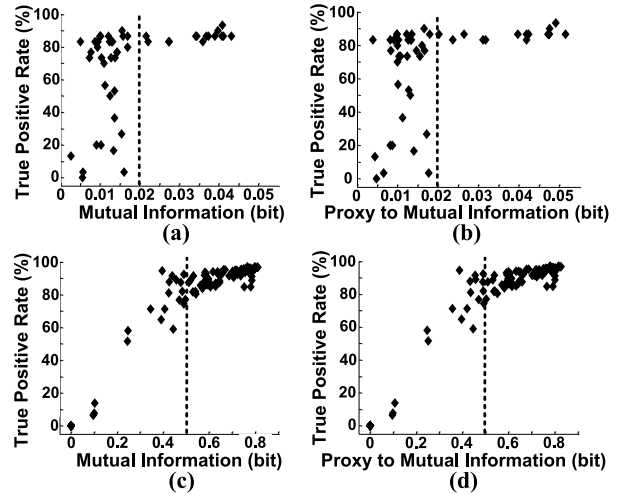 True Positive Rate (%)
100
80
60
40
20
0
0 0.01 0.02 0.03 0.04 0.05
Mutual Information (bit)
(a)
True Positive Rate (%)
100
80
60
40
20
0
0 0.01 0.02 0.03 0.04 0.05
Proxy to Mutual Information (bit)
(b)
True Positive Rate (%)
100
80
60
40
20
0
0 0.2 0.4 0.6 0.8
Mutual Information (bit)
(c)
True Positive Rate (%)
100
80
60
40
20
0
0 0.2 0.4 0.6 0.8
Proxy to Mutual Information (bit)
(d)